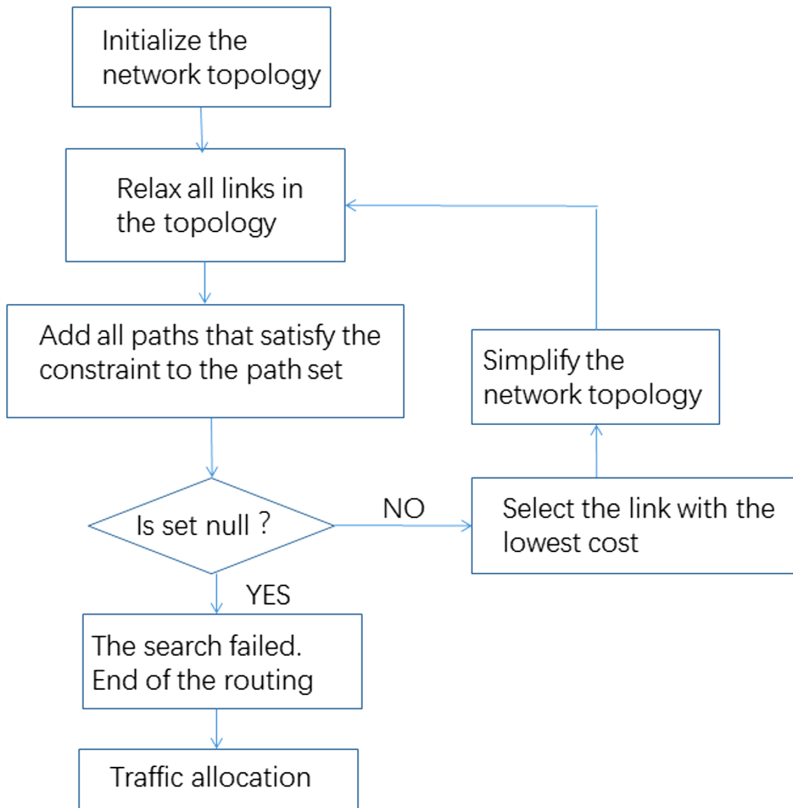 Initialize the
network topology
Relax all links in
the topology
Add all paths that satisfy the
constraint to the path set
Simplify the
network topology
Is set null？
NO
Select the link with the
lowest cost
YES
The search failed.
End of the routing
Traffic allocation